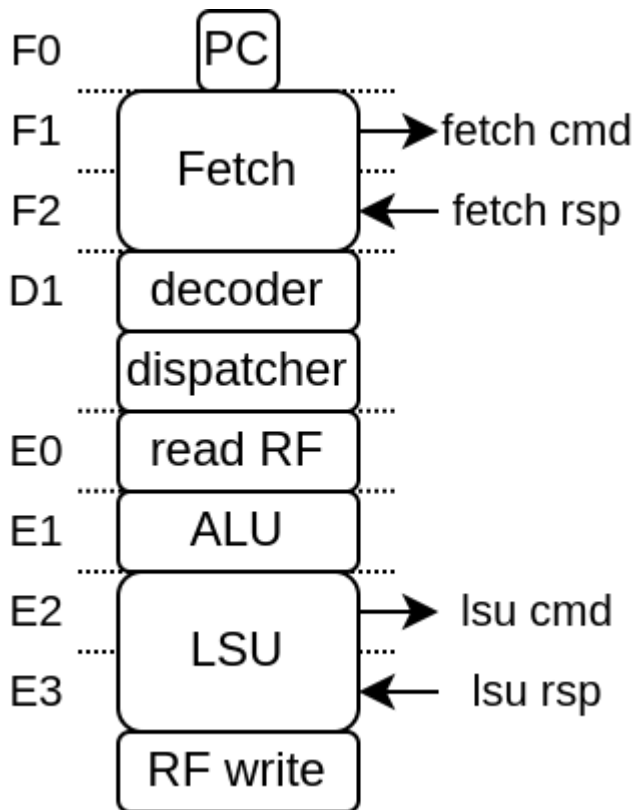 F0
PC
F1
fetch cmd
Fetch
F2
fetch rsp
D1
decoder
dispatcher
E0
read RF
E1
ALU
E2
lsu cmd
LSU
E3
lsu rsp
RF write